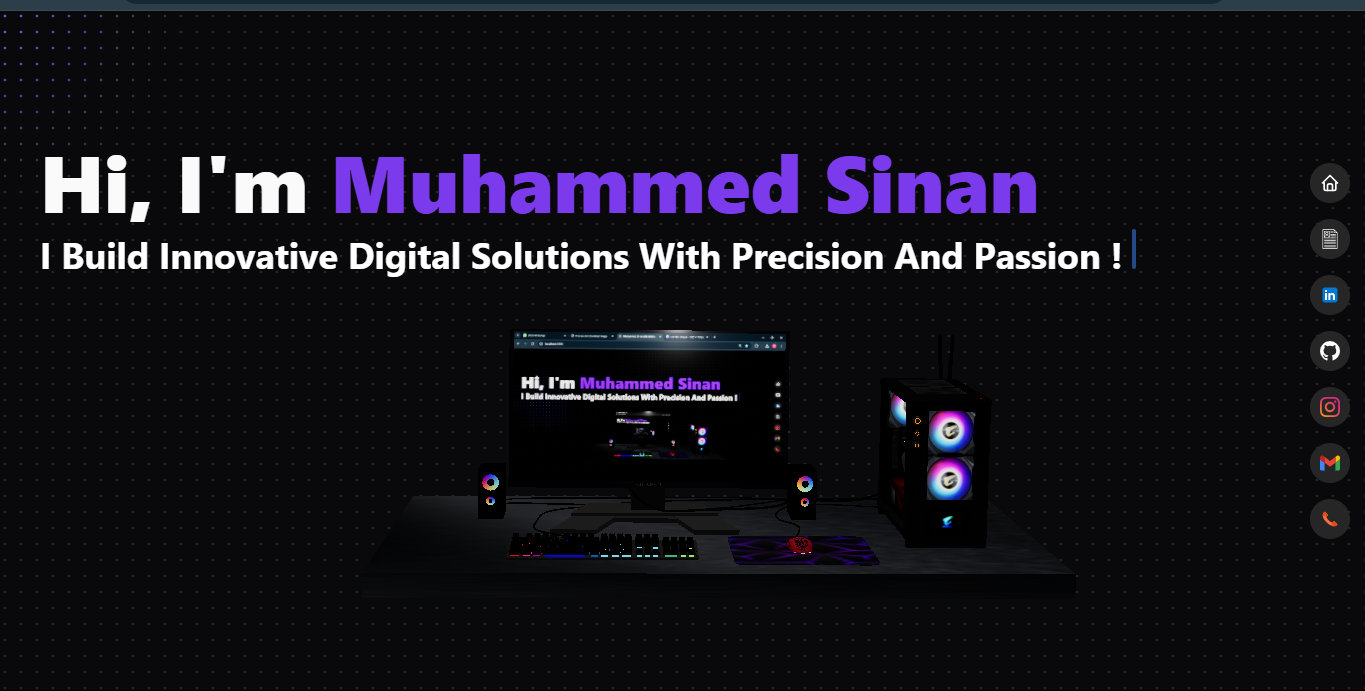 Hi, I'm Muhammed Sinan
I Build Innovative Digital Solutions With Precision And Passion !
Hi, I'm Muhammed Sinan
I Build Innovative Digital Solutions With Precision And Passion !
in